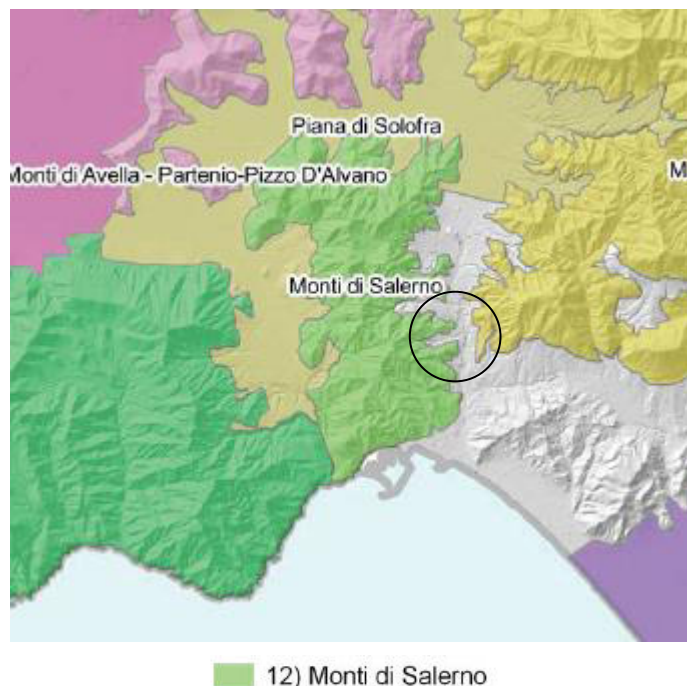 Piana di Solofra
Monti di Avella - Partenio-Pizzo D'Alvano
M
Monti di Salerno
12) Monti di Salerno